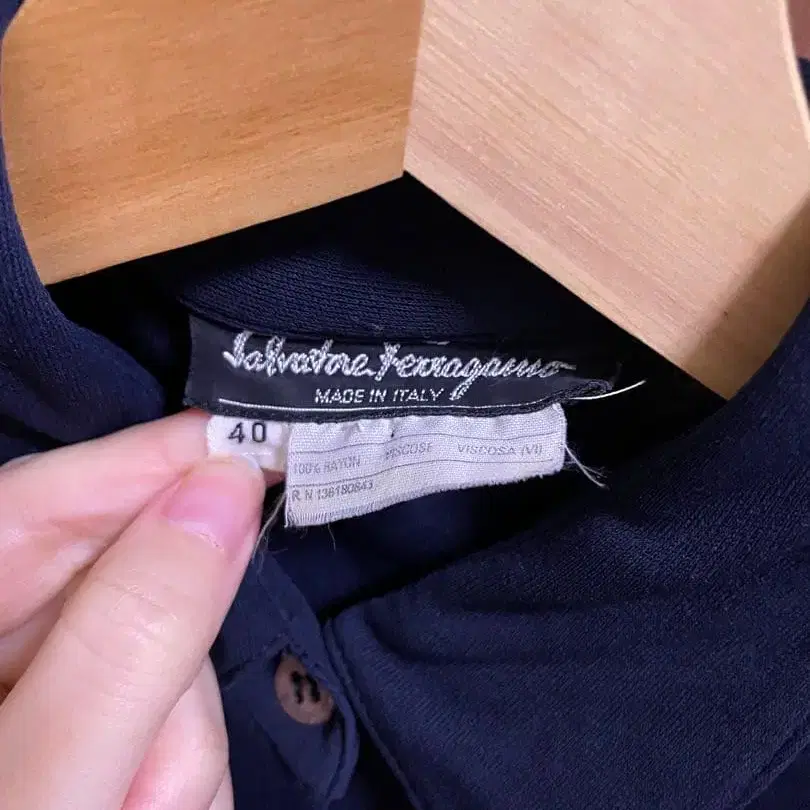 Salvatore Ferragamo
MADE IN ITALY
40
100% RAYON VISCOSE VISCOSA (VI)
R N 136180643